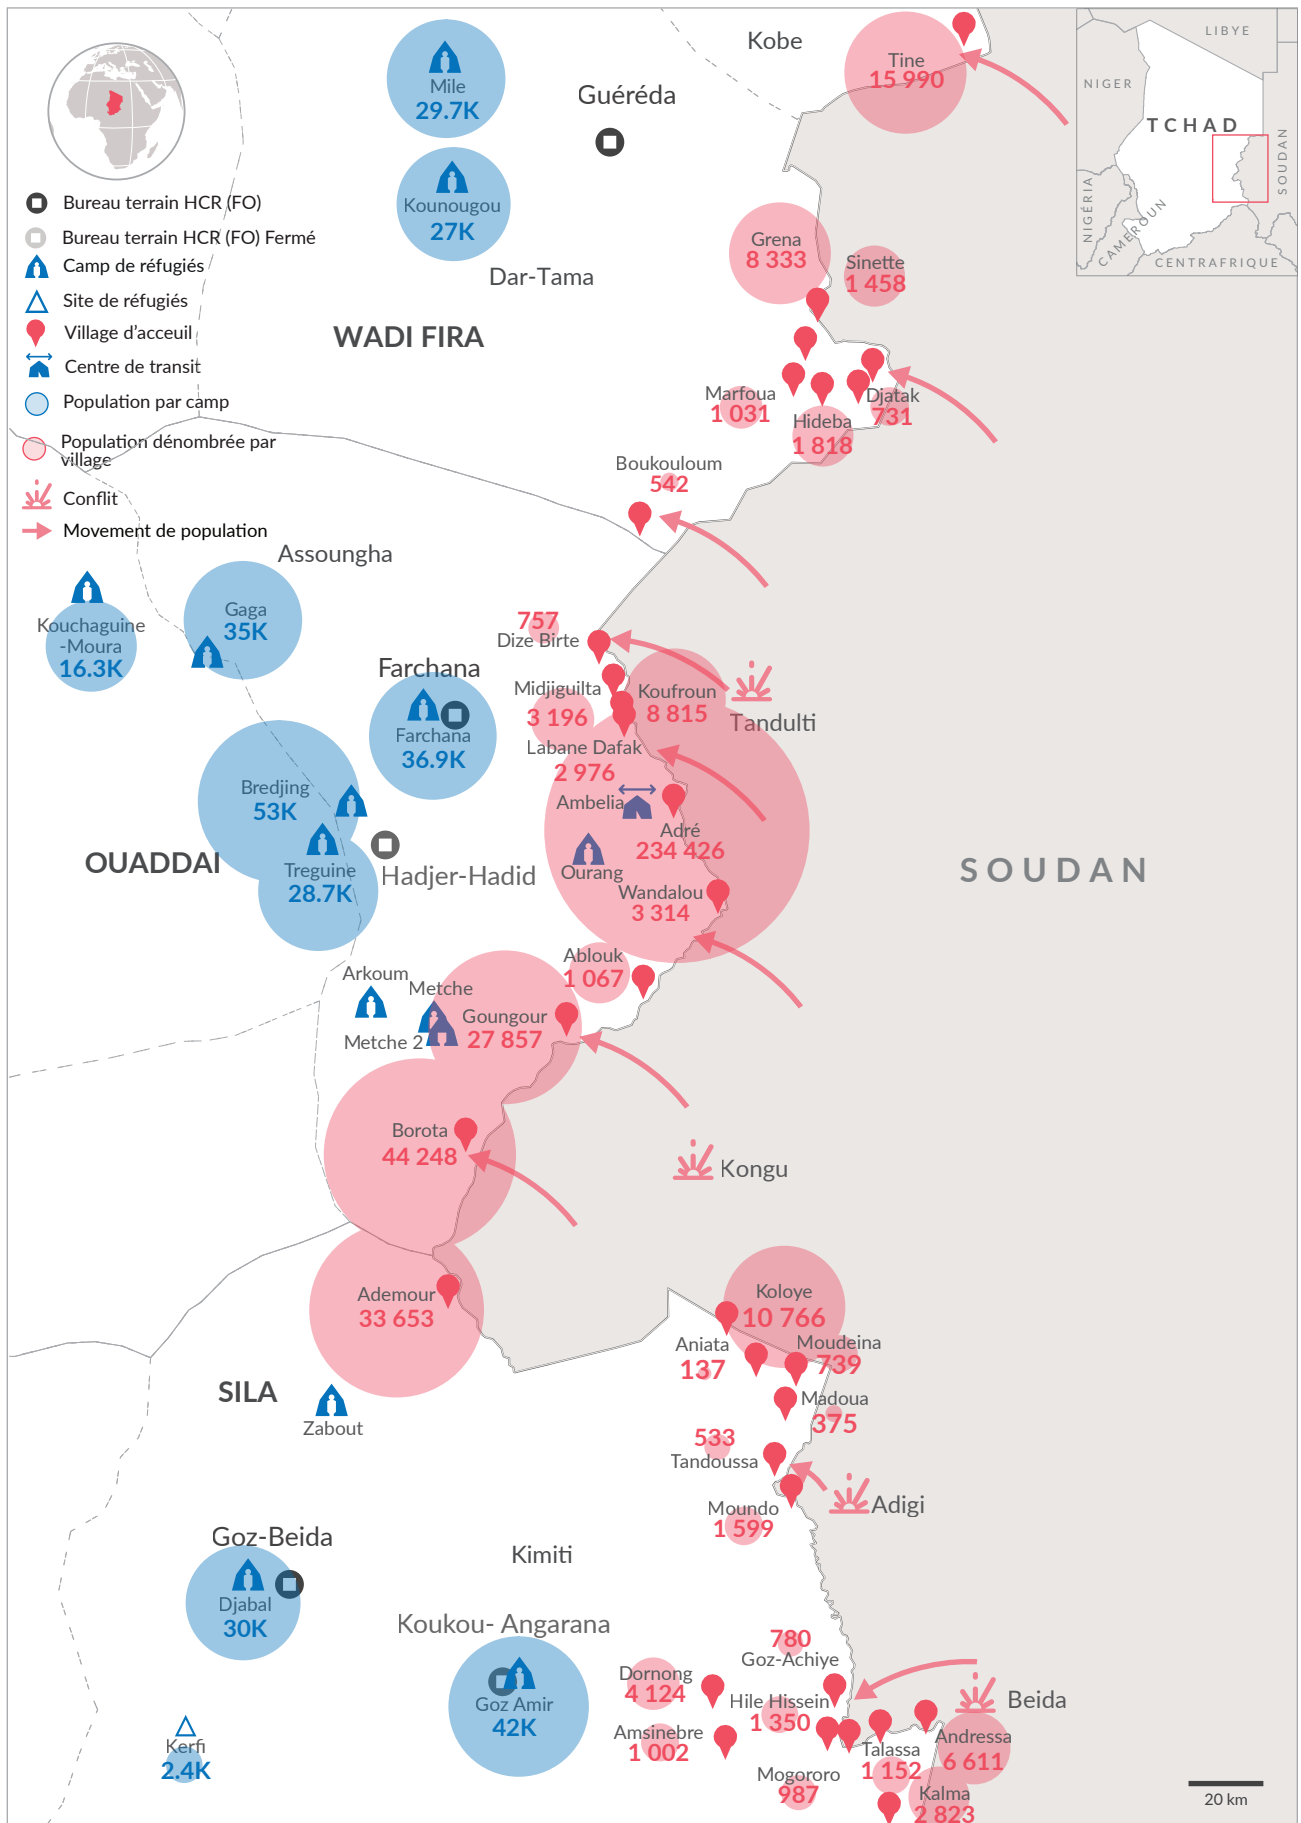 Kobe
Tine
15 990
LIBYE
NIGER
TCHAD
SOUDAN
NIGÉRIA
CAMEROUN
CENTRAFRIQUE
Mile
29.7K
Guéréda
Kounougou
27K
Dar-Tama
WADI FIRA
Bureau terrain HCR (FO)
Bureau terrain HCR (FO) Fermé
Camp de réfugiés
Site de réfugiés
Village d'acceuil
Centre de transit
Population par camp
Population dénombrée par
village
Conflit
Movement de population
Grena
8 333
Sinette
1 458
Marfoua
1 031
Djatak
731
Hideba
1 818
Boukouloum
542
Assoungha
Kouchaguine
-Moura
16.3K
Gaga
35K
757
Dize Birte
Farchana
Farchana
36.9K
Midjiguilta
3 196
Koufroun
8 815
Tandulti
Labane Dafak
2 976
Ambelia
Adré
234 426
Ourang
Wandalou
3 314
Bredjing
53K
Treguine
28.7K
OUADDAI
Hadjer-Hadid
SOUDAN
Ablouk
1 067
Arkoum
Metche
Metche 2
Goungour
27 857
Borota
44 248
Kongu
Ademour
33 653
Koloye
10 766
Aniata
137
Moudeina
739
SILA
Zabout
Madoua
375
533
Tandoussa
Moundo
1 599
Adigi
Goz-Beida
Djabal
30K
Kimiti
Koukou- Angarana
Goz Amir
42K
780
Goz-Achiye
Dornong
4 124
Hile Hissein
1 350
Beida
Amsinebre
1 002
Andressa
6 611
Talassa
1 152
Kerfi
2.4K
Mogororo
987
Kalma
2 823
20 km